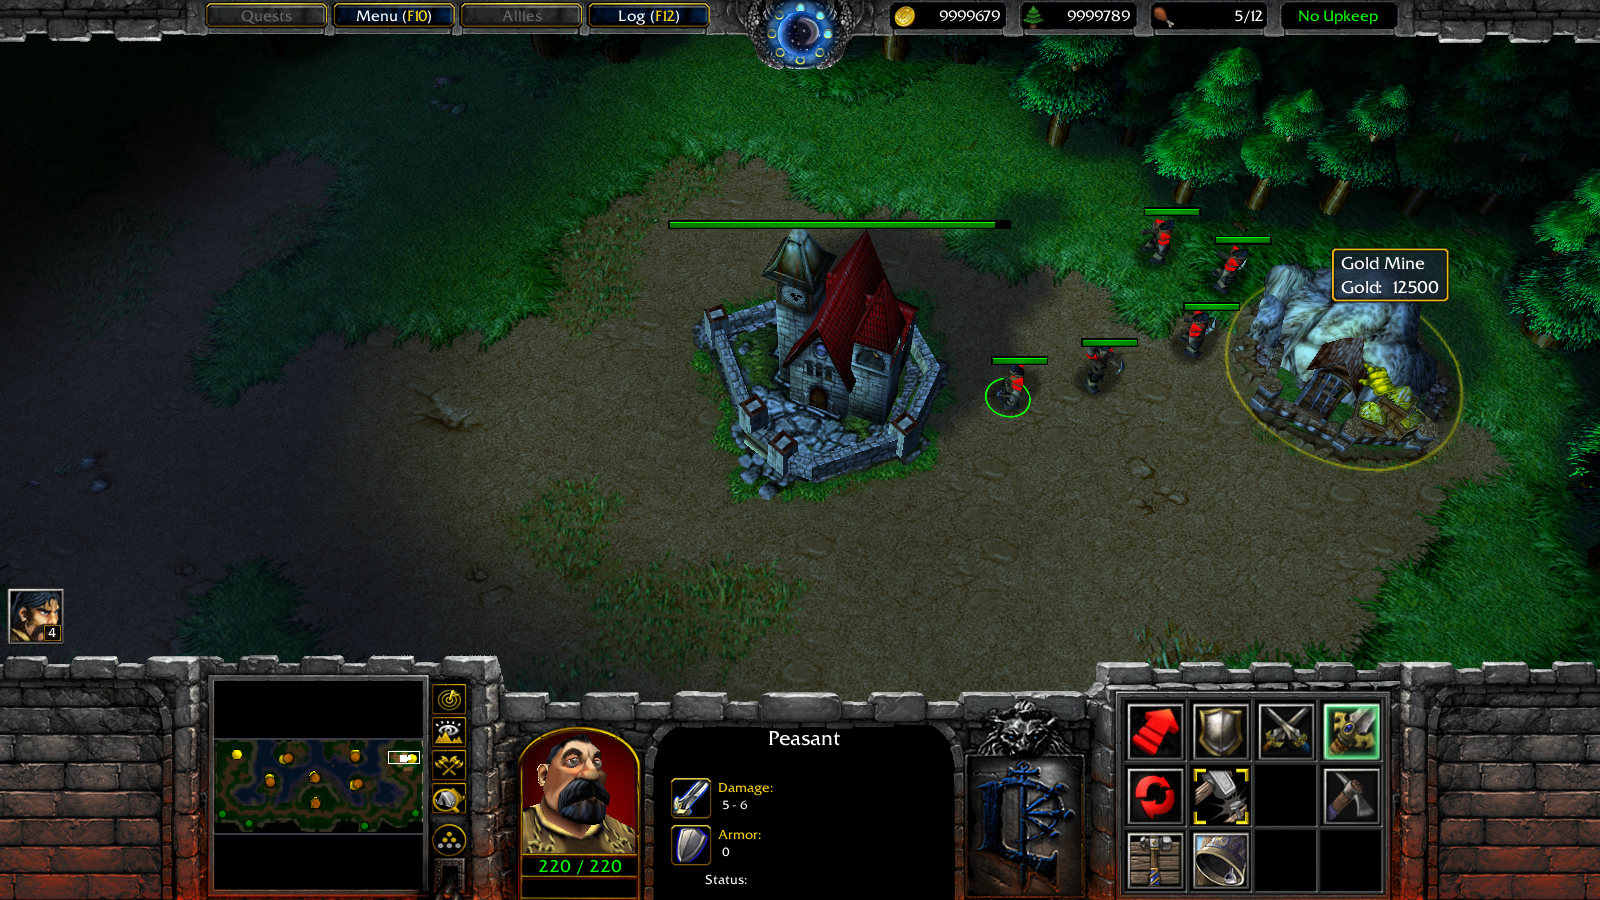 Quests
Menu (F10)
Allies
Log (F12)
9999679
9999789
5/12
No Upkeep
Gold Mine
Gold: 12500
4
Peasant
Damage:
5 - 6
Armor:
0
Status:
220 / 220